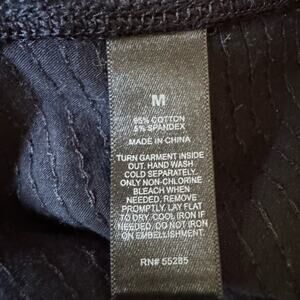 M
95% COTTON
5% SPANDEX
MADE IN CHINA
TURN GARMENT INSIDE
OUT, HAND WASH
COLD SEPARATELY.
ONLY NON-CHLORINE
BLEACH WHEN
NEEDED. REMOVE
PROMPTLY, LAY FLAT
TO DRY. COOL IRON IF
NEEDED. DO NOT IRON
ON EMBELLISHMENT.
RN# 55285